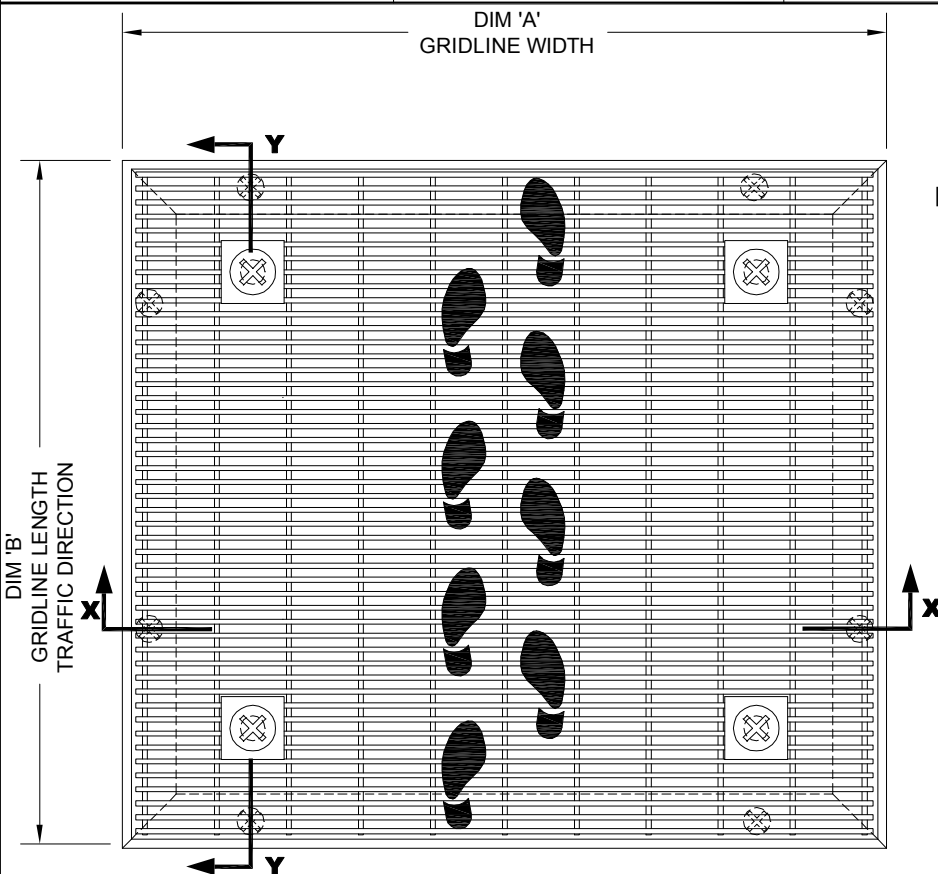 DIM 'A'
GRIDLINE WIDTH
Y
DIM 'B'
GRIDLINE LENGTH
TRAFFIC DIRECTION
X
X
Y